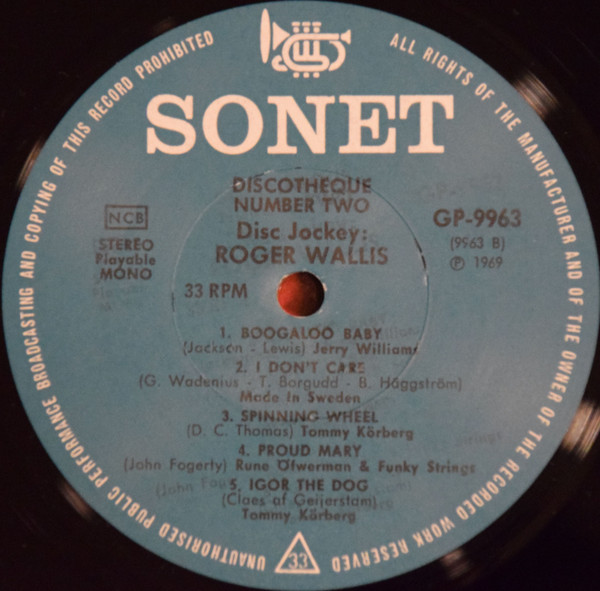 ALL RIGHTS OF THE MANUFACTURER AND OF THE OWNER OF THE RECORDED WORK RESERVED
UNAUTHORISED PUBLIC PERFORMANCE BROADCASTING AND COPYING OF THIS RECORD PROHIBITED
SONET
DISCOTHEQUE
NUMBER TWO
Disc Jockey:
ROGER WALLIS
NCB
STEREO
Playable
MONO
GP-9963
(9963 B)
℗ 1969
33 RPM
1. BOOGALOO BABY
(Jackson - Lewis) Jerry Williams
2. I DON'T CARE
(G. Wadenius - T. Borgudd - B. Häggström)
Made In Sweden
3. SPINNING WHEEL
(D. C. Thomas) Tommy Körberg
4. PROUD MARY
(John Fogerty) Rune Öfwerman & Funky Strings
5. IGOR THE DOG
(Claes af Geijerstam)
Tommy Körberg
33